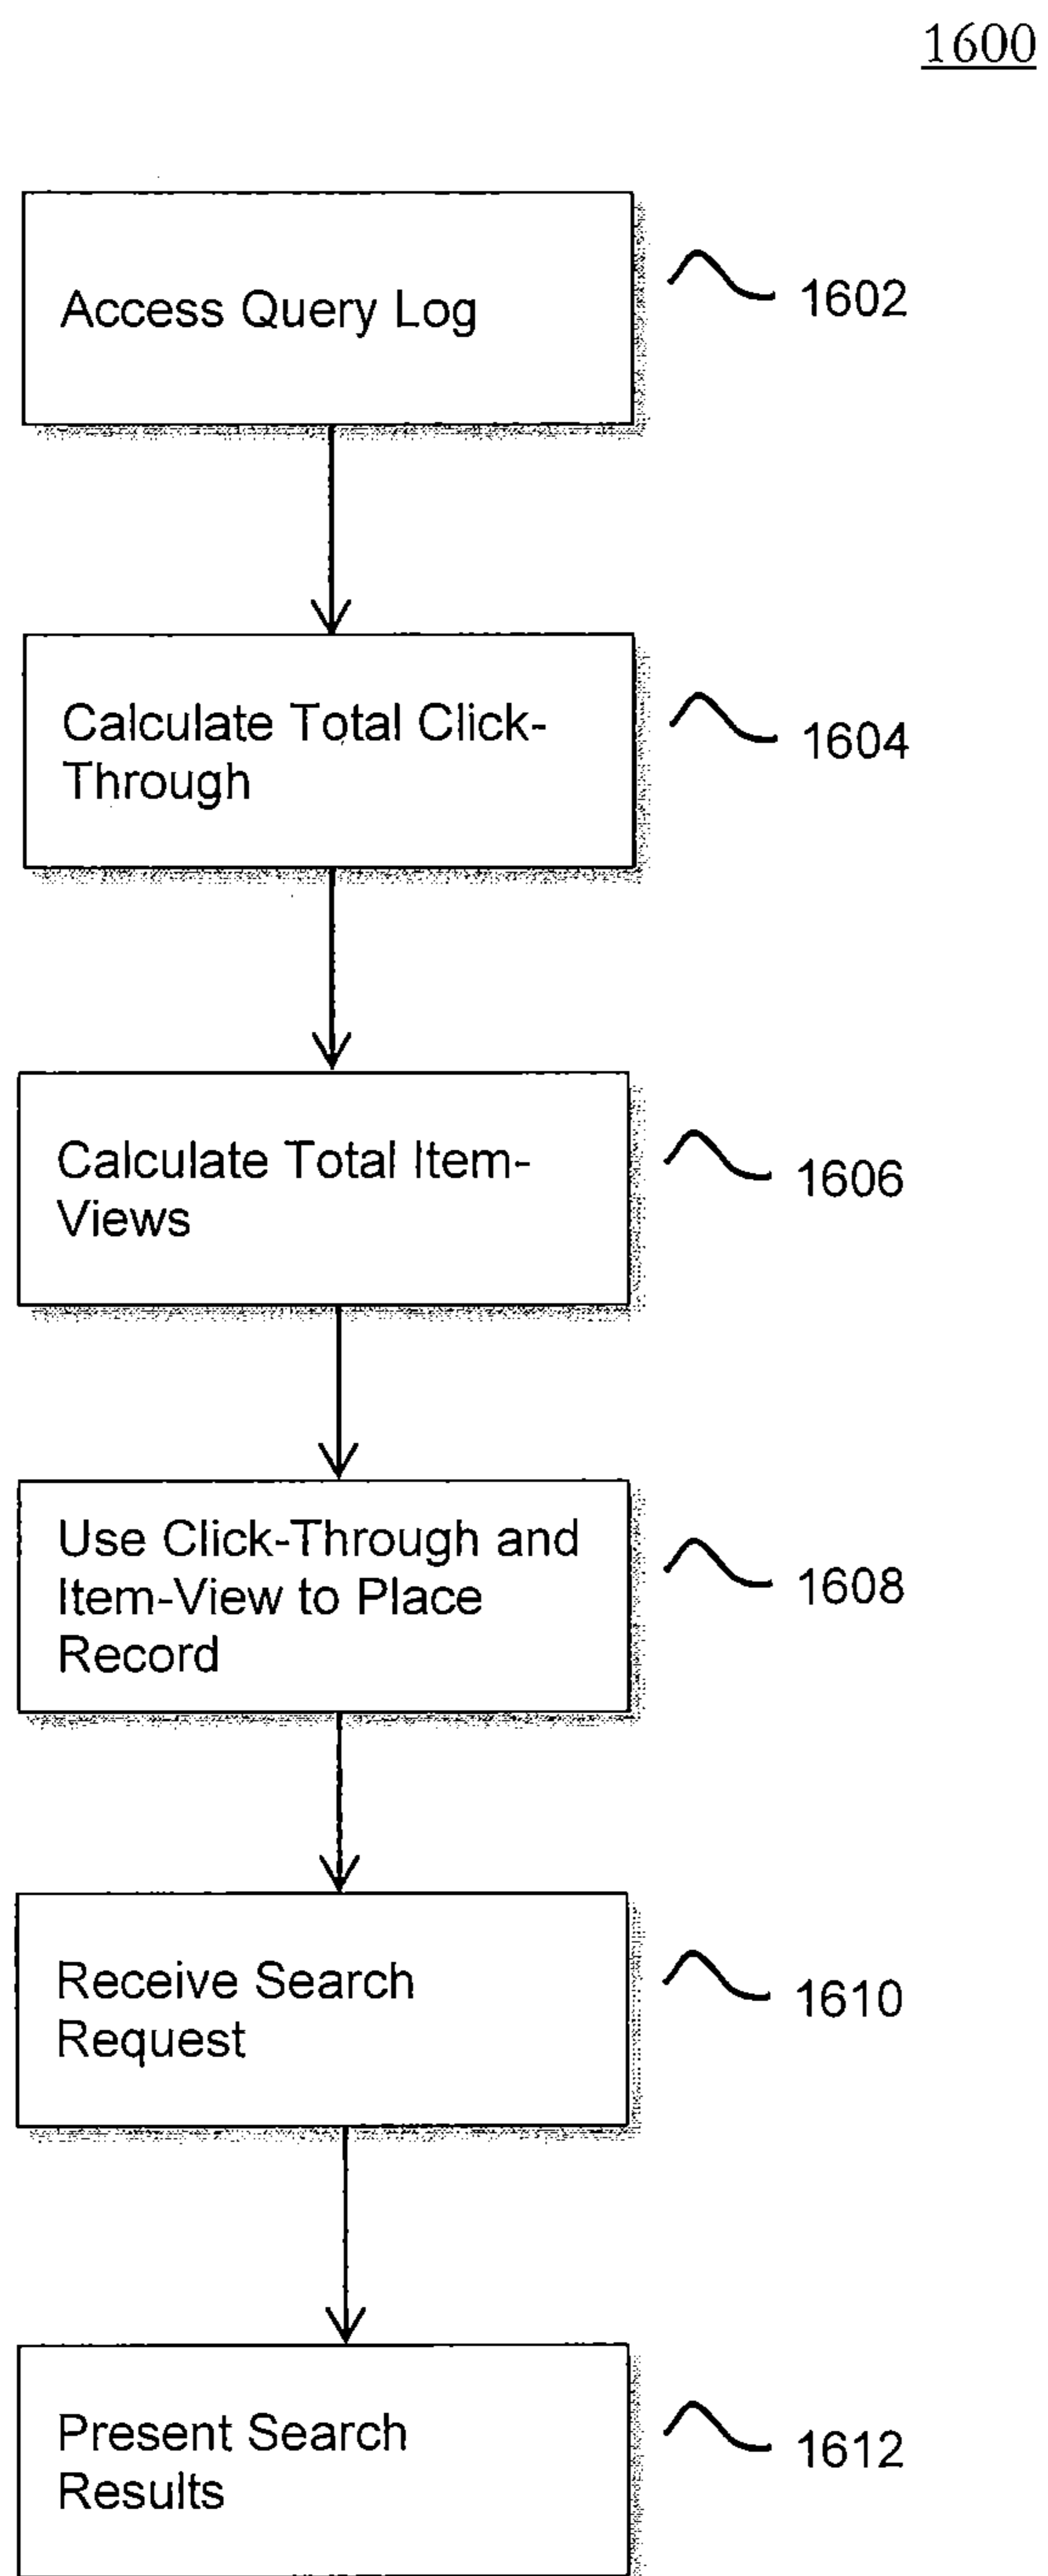 1600
Access Query Log
1602
Calculate Total Click-
Through
1604
Calculate Total Item-
Views
1606
Use Click-Through and
Item-View to Place
Record
1608
Receive Search
Request
1610
Present Search
Results
1612